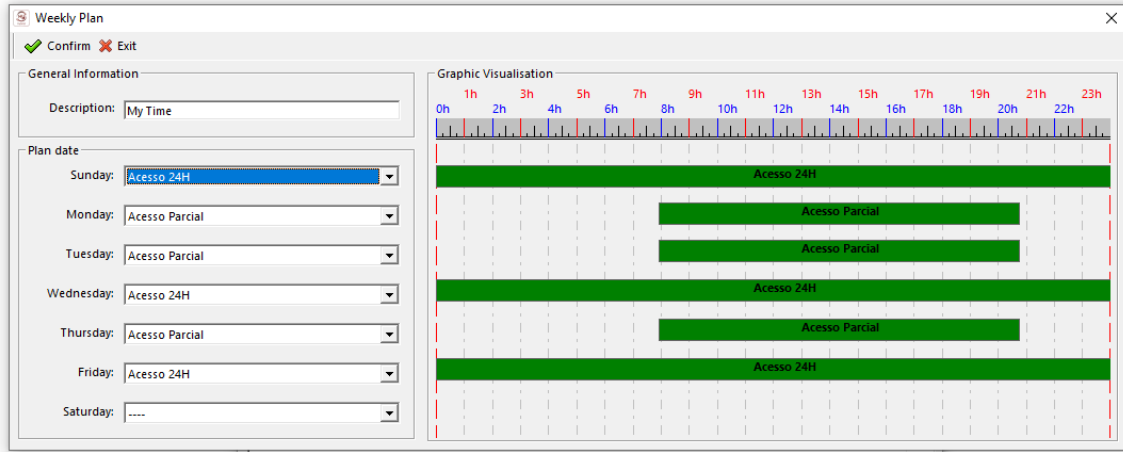 Weekly Plan
Confirm Exit
General Information
Description: My Time
Plan date
Sunday: Acesso 24H
Monday: Acesso Parcial
Tuesday: Acesso Parcial
Wednesday: Acesso 24H
Thursday: Acesso Parcial
Friday: Acesso 24H
Saturday: ----
Graphic Visualisation
1h 3h 5h 7h 9h 11h 13h 15h 17h 19h 21h 23h
0h 2h 4h 6h 8h 10h 12h 14h 16h 18h 20h 22h
Acesso 24H
Acesso Parcial
Acesso Parcial
Acesso 24H
Acesso Parcial
Acesso 24H